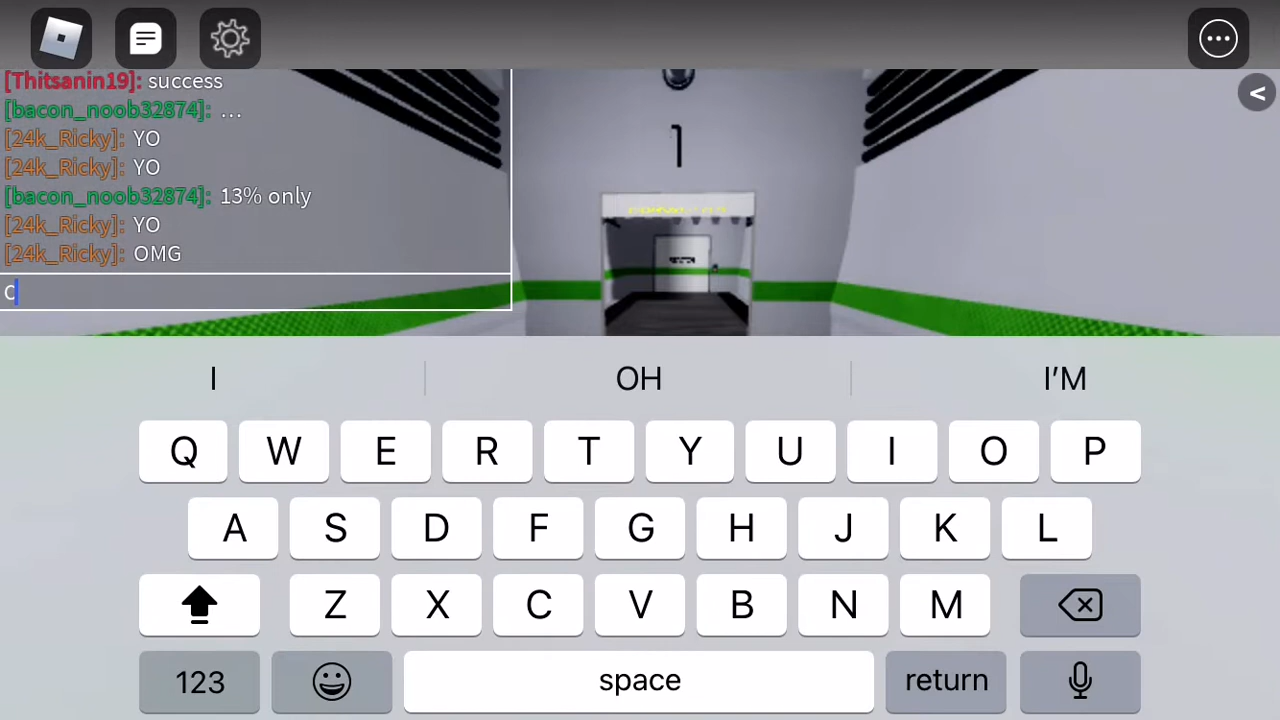 [Thitsanin19]: success
[bacon_noob32874]: ...
[24k_Ricky]: YO
[24k_Ricky]: YO
[bacon_noob32874]: 13% only
[24k_Ricky]: YO
[24k_Ricky]: OMG
1
I OH I'M
Q W E R T Y U I O P
A S D F G H J K L
Z X C V B N M
123 space return